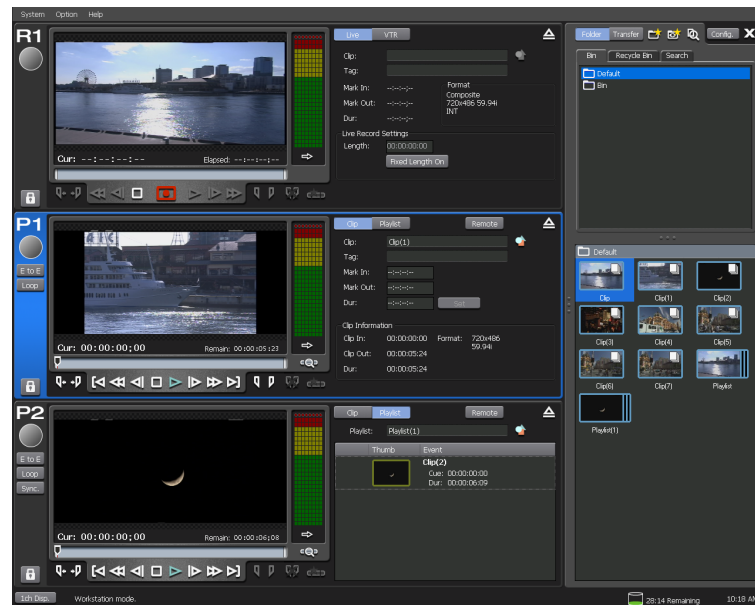 System Option Help
R1
Cur: --:--:--:-- Elapsed: --:--:--;--
Live VTR
Clip:
Tag:
Mark In: --:--:--;--
Mark Out: --:--:--;--
Dur: --:--:--;--
Format
Composite
720x486 59.94i
INT
Live Record Settings
Length: 00:00:00:00
Fixed Length On
P1
E to E
Loop
Cur: 00:00:00;00 Remain: 00:00:05;23
Clip Playlist Remote
Clip: Clip(1)
Tag:
Mark In: --:--:--;--
Mark Out: --:--:--;--
Dur: --:--:--;-- Set
Clip Information
Clip In: 00:00:00:00 Format: 720x486
59.94i
Clip Out: 00:00:05:24
Dur: 00:00:05:24
P2
E to E
Loop
Sync.
Cur: 00:00:00;00 Remain: 00:00:06;08
Clip Playlist Remote
Playlist: Playlist(1)
Thumb Event
Clip(2)
Cue: 00:00:00:00
Dur: 00:00:06:09
Folder Transfer Config. X
Bin Recycle Bin Search
Default
Bin
Default
Clip Clip(1) Clip(2)
Clip(3) Clip(4) Clip(5)
Clip(6) Clip(7) Playlist
Playlist(1)
1ch Disp. Workstation mode. 28:14 Remaining 10:18 AM